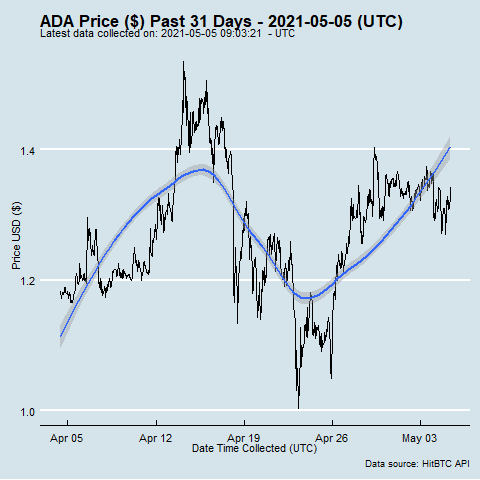 ADA Price ($) Past 31 Days - 2021-05-05 (UTC)
Latest data collected on: 2021-05-05 09:03:21 - UTC
Price USD ($)
1.4
1.2
1.0
Apr 05 Apr 12 Apr 19 Apr 26 May 03
Date Time Collected (UTC)
Data source: HitBTC API